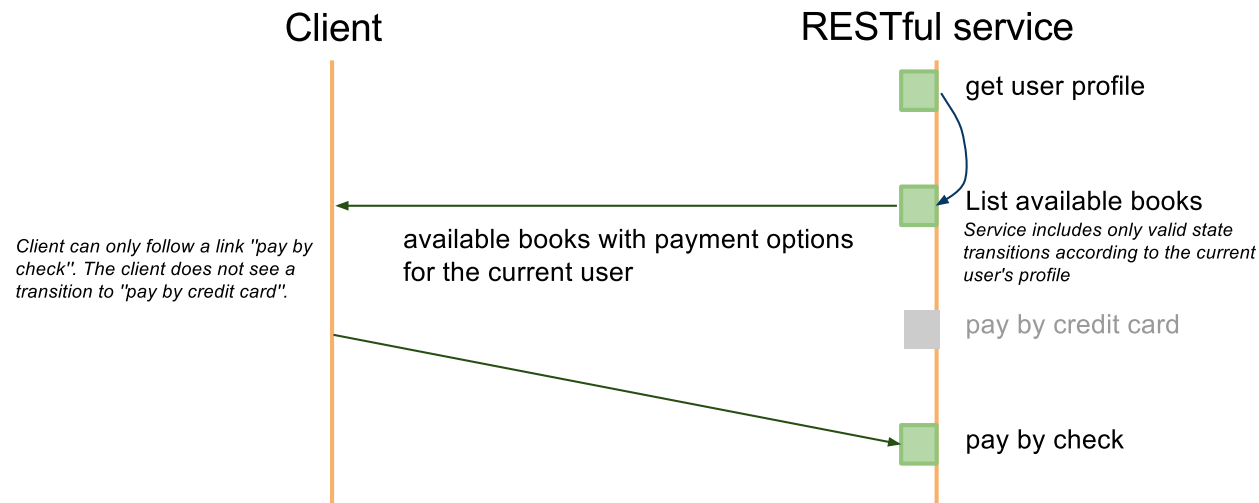 Client
RESTful service
get user profile
List available books
Service includes only valid state
transitions according to the current
user's profile
available books with payment options
for the current user
Client can only follow a link "pay by
check". The client does not see a
transition to "pay by credit card".
pay by credit card
pay by check